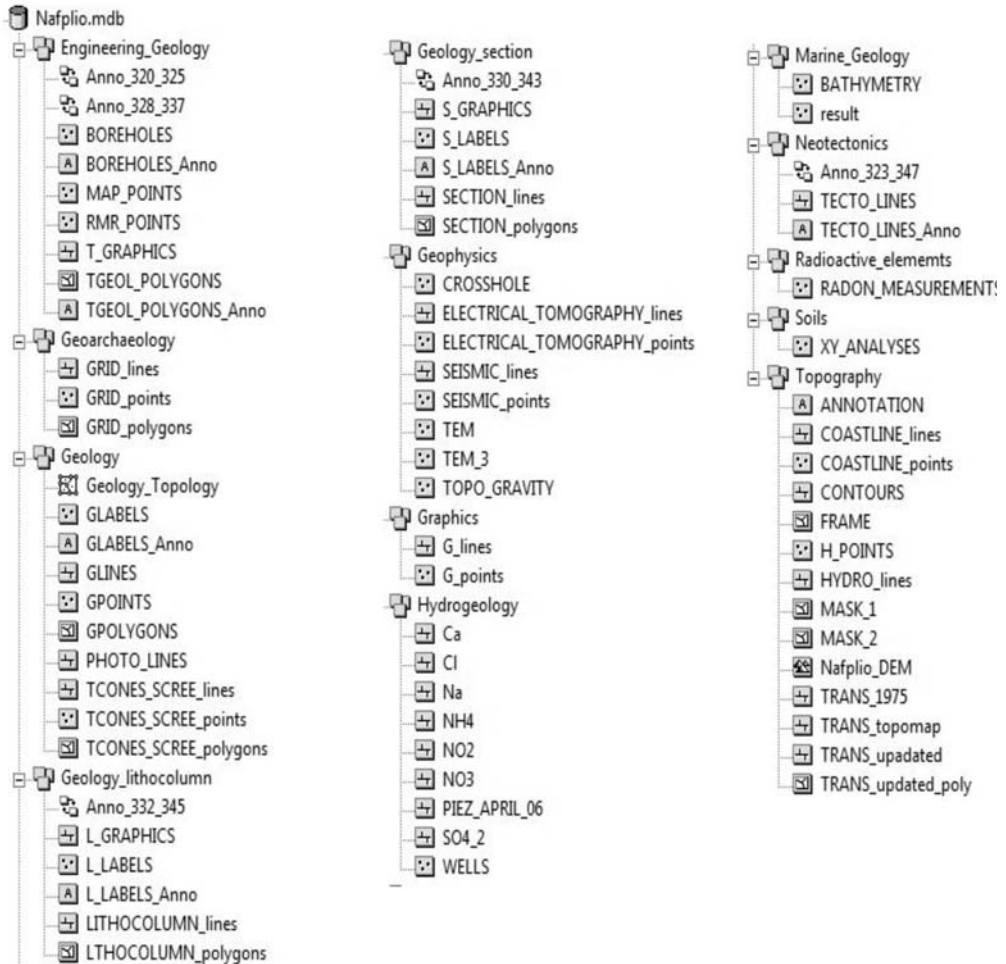 Nafplio.mdb
Engineering_Geology
Anno_320_325
Anno_328_337
BOREHOLES
BOREHOLES_Anno
MAP_POINTS
RMR_POINTS
T_GRAPHICS
TGEOL_POLYGONS
TGEOL_POLYGONS_Anno
Geoarchaeology
GRID_lines
GRID_points
GRID_polygons
Geology
Geology_Topology
GLABELS
GLABELS_Anno
GLINES
GPOINTS
GPOLYGONS
PHOTO_LINES
TCONES_SCREE_lines
TCONES_SCREE_points
TCONES_SCREE_polygons
Geology_lithocolumn
Anno_332_345
L_GRAPHICS
L_LABELS
L_LABELS_Anno
LITHOCOLUMN_lines
LTHOCOLUMN_polygons
Geology_section
Anno_330_343
S_GRAPHICS
S_LABELS
S_LABELS_Anno
SECTION_lines
SECTION_polygons
Geophysics
CROSSHOLE
ELECTRICAL_TOMOGRAPHY_lines
ELECTRICAL_TOMOGRAPHY_points
SEISMIC_lines
SEISMIC_points
TEM
TEM_3
TOPO_GRAVITY
Graphics
G_lines
G_points
Hydrogeology
Ca
Cl
Na
NH4
NO2
NO3
PIEZ_APRIL_06
SO4_2
WELLS
Marine_Geology
BATHYMETRY
result
Neotectonics
Anno_323_347
TECTO_LINES
TECTO_LINES_Anno
Radioactive_elememts
RADON_MEASUREMENTS
Soils
XY_ANALYSES
Topography
ANNOTATION
COASTLINE_lines
COASTLINE_points
CONTOURS
FRAME
H_POINTS
HYDRO_lines
MASK_1
MASK_2
Nafplio_DEM
TRANS_1975
TRANS_topomap
TRANS_upadated
TRANS_updated_poly